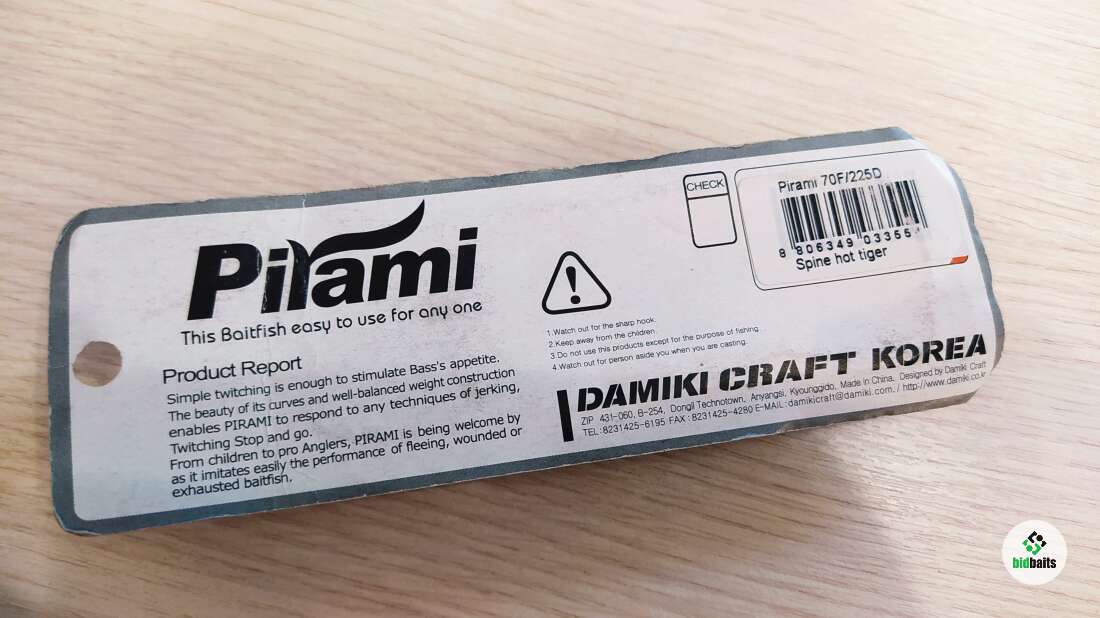 Pirami
This Baitfish easy to use for any one
Product Report
Simple twitching is enough to stimulate Bass's appetite.
The beauty of its curves and well-balanced weight construction
enables PIRAMI to respond to any techniques of jerking,
Twitching Stop and go.
From children to pro Anglers, PIRAMI is being welcome by
as it imitates easily the performance of fleeing, wounded or
exhausted baitfish.
1.Watch out for the sharp hook.
2.Keep away from the children.
3.Do not use this products except for the purpose of fishing.
4.Watch out for person aside you when you are casting.
CHECK
Pirami 70F/225D
8 806349 03355
Spine hot tiger
DAMIKI CRAFT KOREA
ZIP 431-060, B-254, Dongil Technotown, Anyangsi, Kyounggido, Made in China. Designed by Damiki Craft
TEL:8231425-6195 FAX:8231425-4280 E-MAIL:damikicraft@damiki.com. / http://www.damiki.co.kr
bidbaits